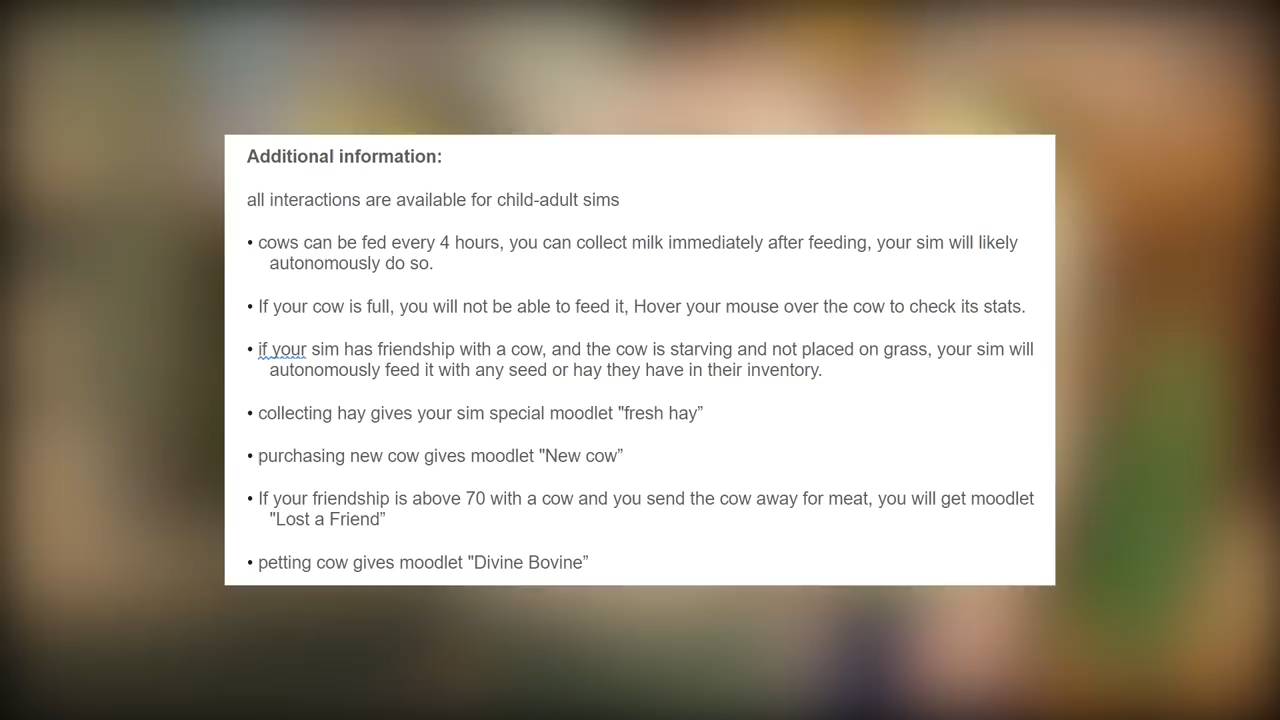 Additional information:
all interactions are available for child-adult sims
• cows can be fed every 4 hours, you can collect milk immediately after feeding, your sim will likely
autonomously do so.
• If your cow is full, you will not be able to feed it, Hover your mouse over the cow to check its stats.
• if your sim has friendship with a cow, and the cow is starving and not placed on grass, your sim will
autonomously feed it with any seed or hay they have in their inventory.
• collecting hay gives your sim special moodlet "fresh hay”
• purchasing new cow gives moodlet "New cow”
• If your friendship is above 70 with a cow and you send the cow away for meat, you will get moodlet
"Lost a Friend”
• petting cow gives moodlet "Divine Bovine”